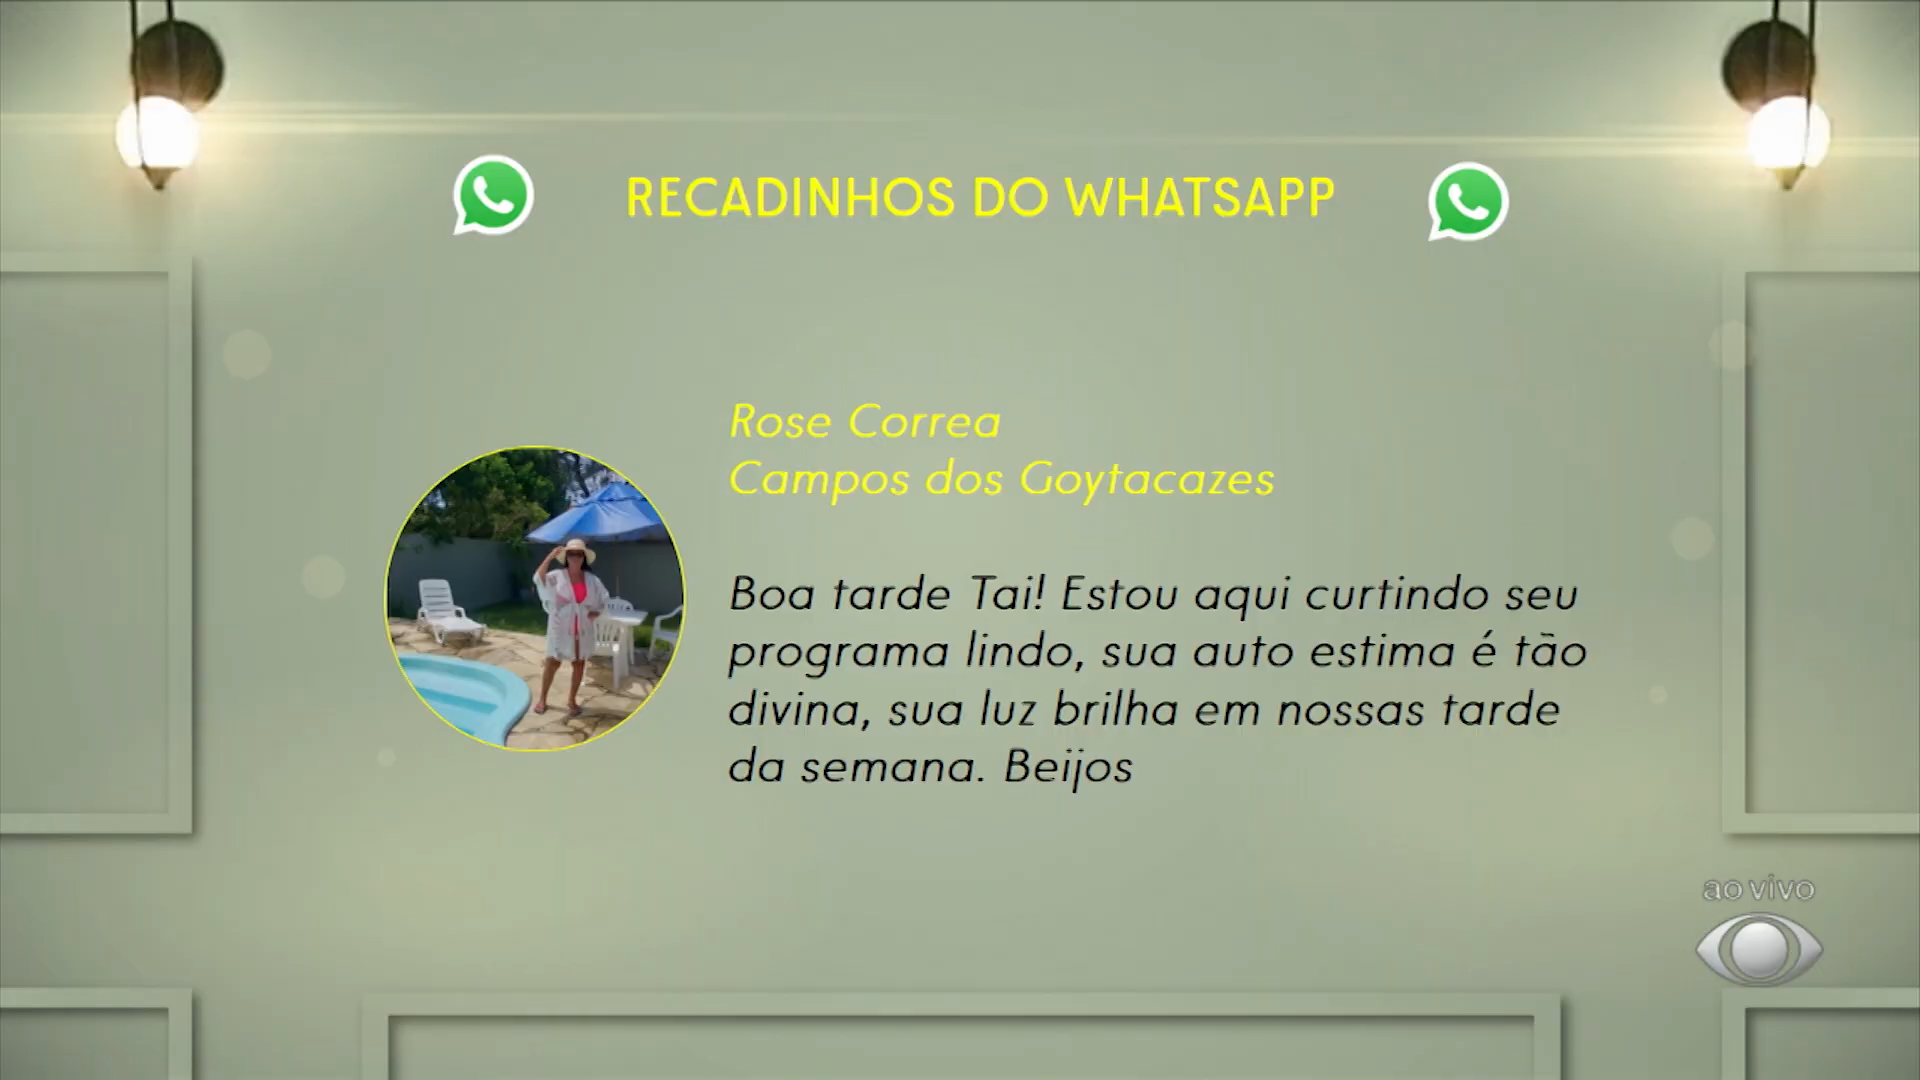 RECADINHOS DO WHATSAPP
Rose Correa
Campos dos Goytacazes
Boa tarde Tai! Estou aqui curtindo seu
programa lindo, sua auto estima é tão
divina, sua luz brilha em nossas tarde
da semana. Beijos
ao vivo